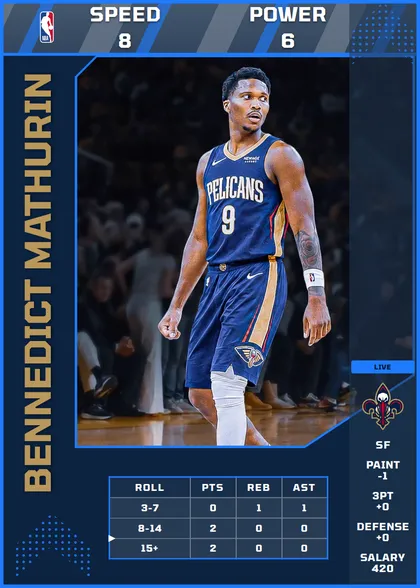 SPEED
8
POWER
6
NBA
BENNEDICT MATHURIN
PELICANS
9
LIVE
SF
PAINT
-1
3PT
+0
DEFENSE
+0
SALARY
420
ROLL PTS REB AST
3-7 0 1 1
8-14 2 0 0
15+ 2 0 0